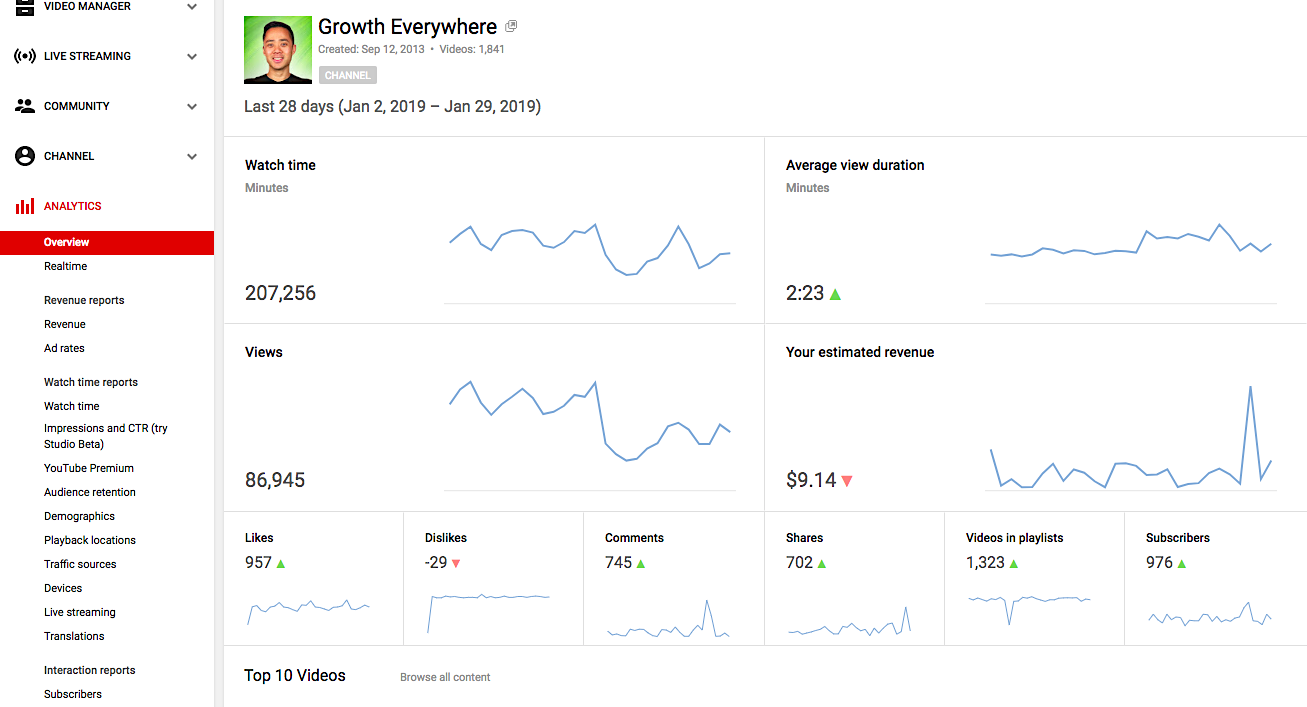 VIDEO MANAGER
LIVE STREAMING
COMMUNITY
CHANNEL
ANALYTICS
Overview
Realtime
Revenue reports
Revenue
Ad rates
Watch time reports
Watch time
Impressions and CTR (try
Studio Beta)
YouTube Premium
Audience retention
Demographics
Playback locations
Traffic sources
Devices
Live streaming
Translations
Interaction reports
Subscribers
Growth Everywhere
Created: Sep 12, 2013 • Videos: 1,841
CHANNEL
Last 28 days (Jan 2, 2019 – Jan 29, 2019)
Watch time
Minutes
207,256
Average view duration
Minutes
2:23
Views
86,945
Your estimated revenue
$9.14
Likes
957
Dislikes
-29
Comments
745
Shares
702
Videos in playlists
1,323
Subscribers
976
Top 10 Videos
Browse all content